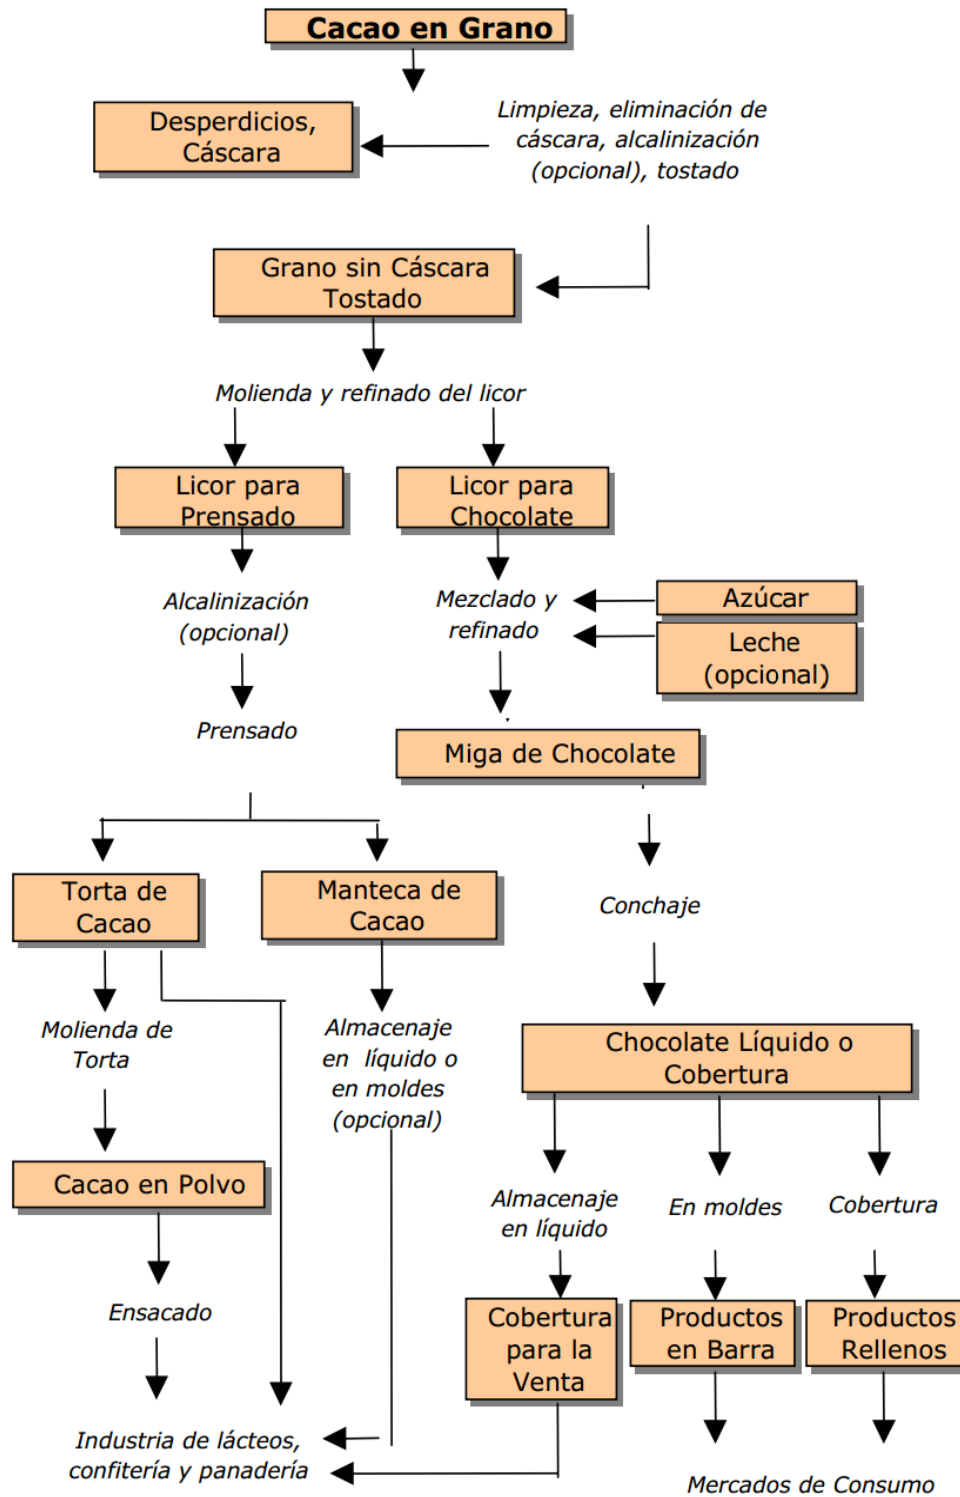 Cacao en Grano
Desperdicios,
Cáscara
Limpieza, eliminación de
cáscara, alcalinización
(opcional), tostado
Grano sin Cáscara
Tostado
Molienda y refinado del licor
Licor para
Prensado
Licor para
Chocolate
Alcalinización
(opcional)
Mezclado y
refinado
Azúcar
Leche
(opcional)
Prensado
Miga de Chocolate
Torta de
Cacao
Manteca de
Cacao
Conchaje
Molienda de
Torta
Almacenaje
en líquido o
en moldes
(opcional)
Chocolate Líquido o
Cobertura
Cacao en Polvo
Almacenaje
en líquido
En moldes
Cobertura
Ensacado
Cobertura
para la
Venta
Productos
en Barra
Productos
Rellenos
Industria de lácteos,
confitería y panadería
Mercados de Consumo